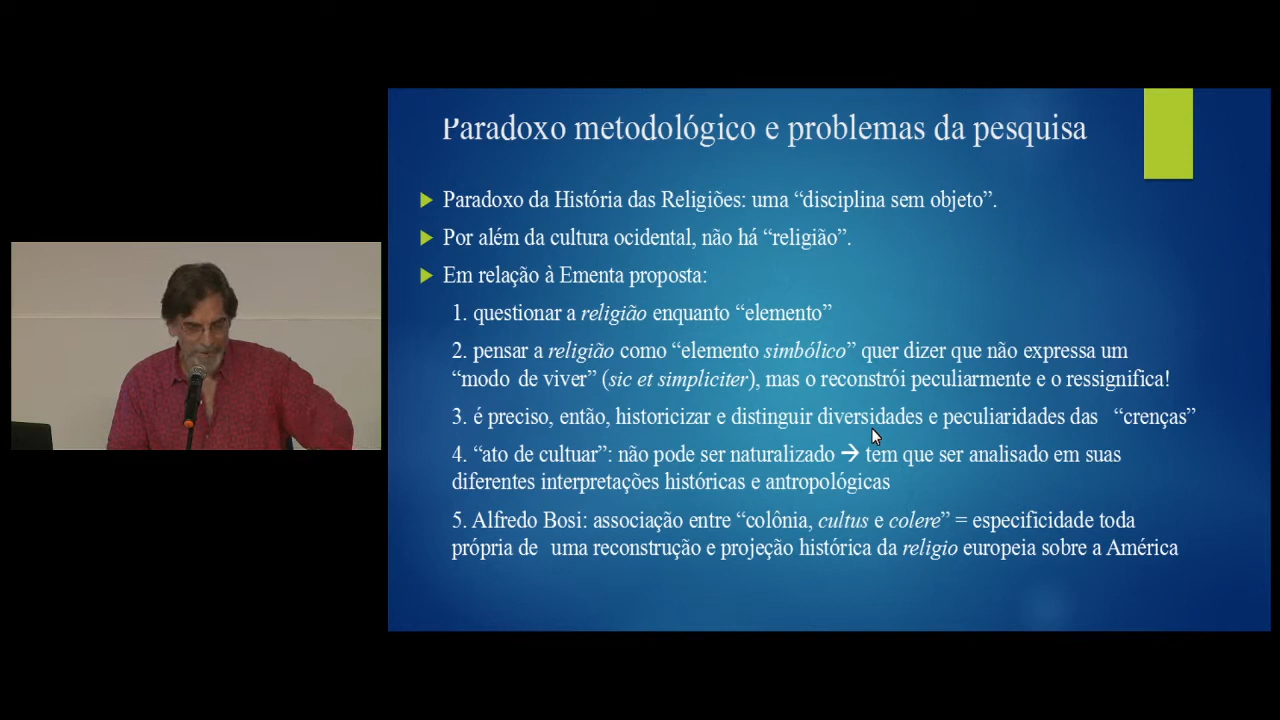 Paradoxo metodológico e problemas da pesquisa
Paradoxo da História das Religiões: uma “disciplina sem objeto”.
Por além da cultura ocidental, não há “religião”.
Em relação à Ementa proposta:
1. questionar a religião enquanto “elemento”
2. pensar a religião como “elemento simbólico” quer dizer que não expressa um
“modo de viver” (sic et simpliciter), mas o reconstrói peculiarmente e o ressignifica!
3. é preciso, então, historicizar e distinguir diversidades e peculiaridades das “crenças”
4. “ato de cultuar”: não pode ser naturalizado → tem que ser analisado em suas
diferentes interpretações históricas e antropológicas
5. Alfredo Bosi: associação entre “colônia, cultus e colere” = especificidade toda
própria de uma reconstrução e projeção histórica da religio europeia sobre a América